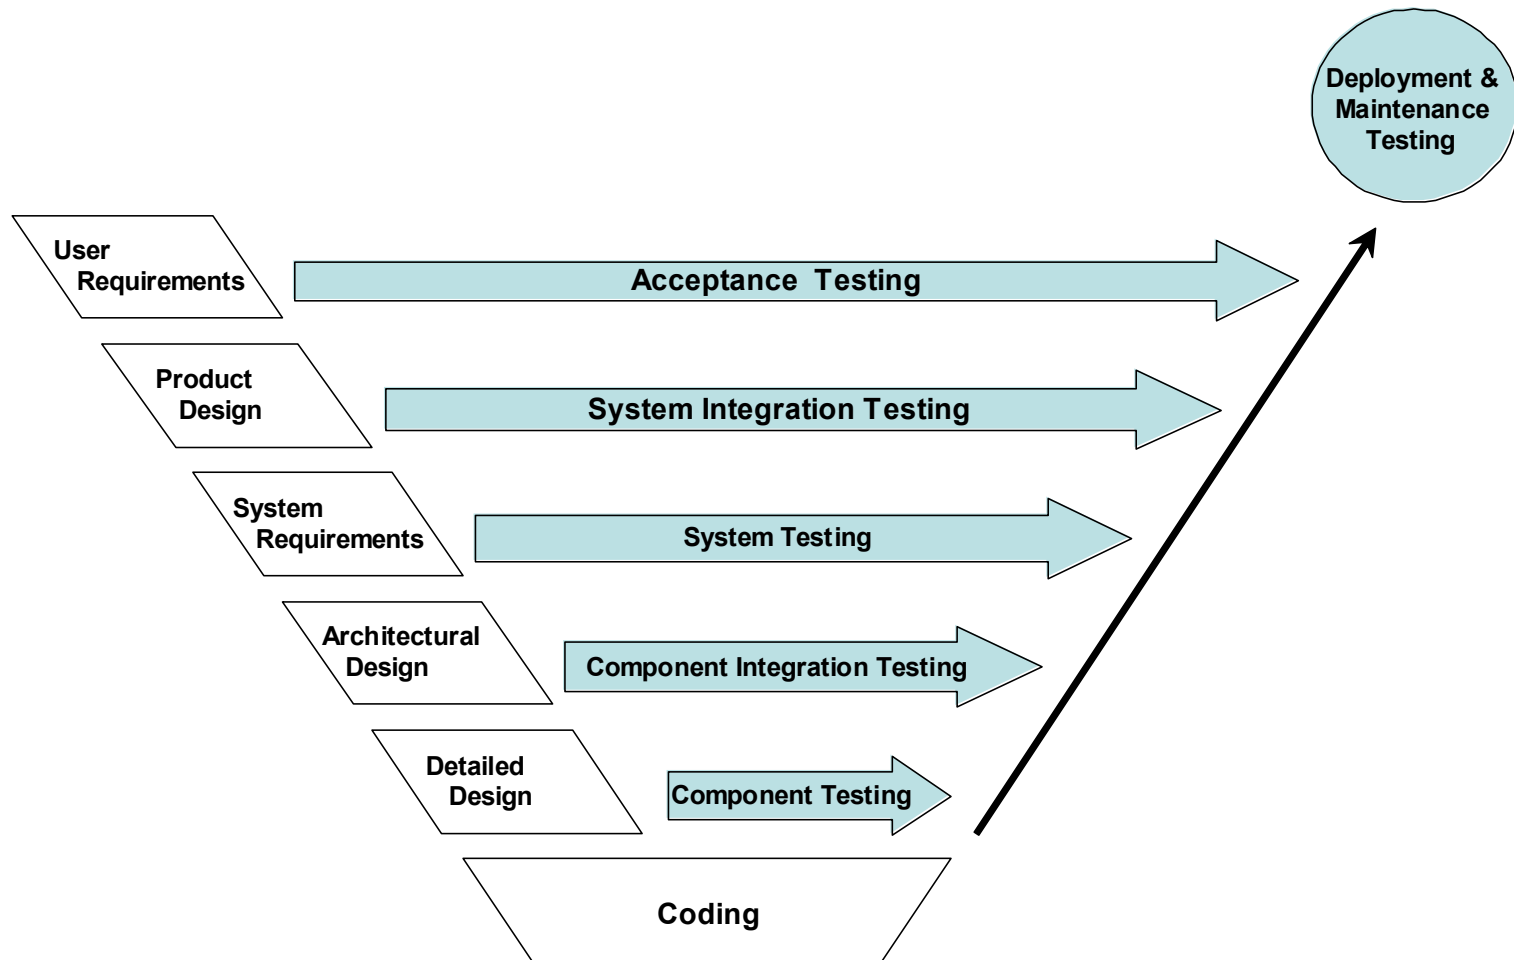 Deployment &
Maintenance
Testing
User
Requirements
Acceptance Testing
Product
Design
System Integration Testing
System
Requirements
System Testing
Architectural
Design
Component Integration Testing
Detailed
Design
Component Testing
Coding